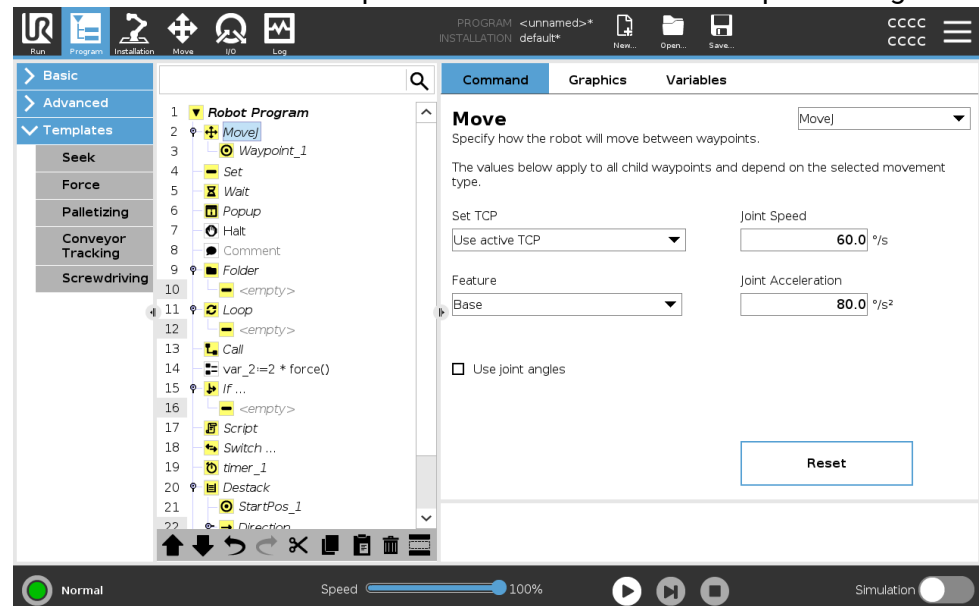 PROGRAM <unnamed>*
INSTALLATION default*
UR
Run
Program
Installation
Move
I/O
Log
New...
Open...
Save...
CCCC
CCCC
Basic
Advanced
Templates
Seek
Force
Palletizing
Conveyor
Tracking
Screwdriving
1 Robot Program
2 MoveJ
3 Waypoint_1
4 Set
5 Wait
6 Popup
7 Halt
8 Comment
9 Folder
10 <empty>
11 Loop
12 <empty>
13 Call
14 var_2:=2 * force()
15 If ...
16 <empty>
17 Script
18 Switch ...
19 timer_1
20 Destack
21 StartPos_1
22 Direction
Command Graphics Variables
Move
MoveJ
Specify how the robot will move between waypoints.
The values below apply to all child waypoints and depend on the selected movement
type.
Set TCP
Joint Speed
Use active TCP
60.0 °/s
Feature
Joint Acceleration
Base
80.0 °/s²
Use joint angles
Reset
Normal
Speed
100%
Simulation